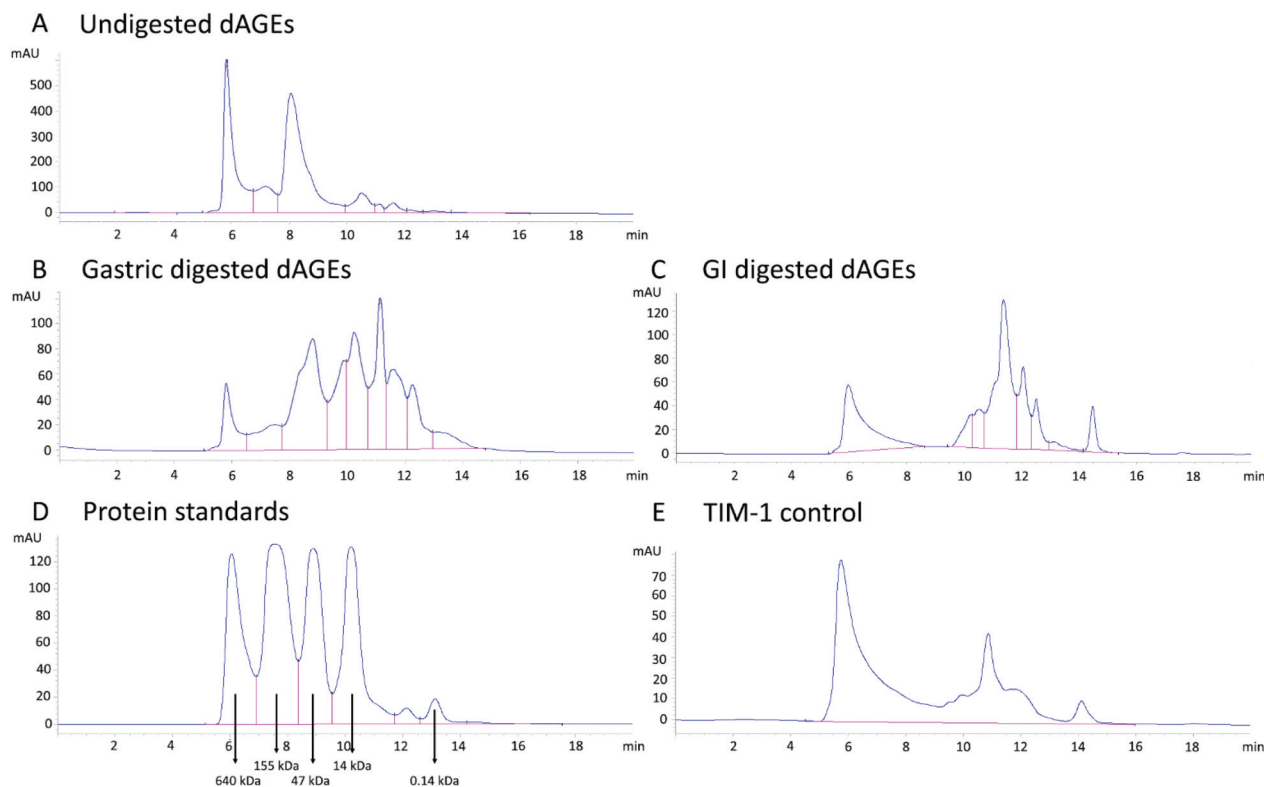 A Undigested dAGEs
mAU
500
400
300
200
100
0
2 4 6 8 10 12 14 16 18 min
B Gastric digested dAGEs
mAU
100
80
60
40
20
0
2 4 6 8 10 12 14 16 18 min
C GI digested dAGEs
mAU
120
100
80
60
40
20
0
2 4 6 8 10 12 14 16 18 min
D Protein standards
mAU
120
100
80
60
40
20
0
2 4 6 8 10 12 14 16 18 min
155 kDa 14 kDa
640 kDa 47 kDa 0.14 kDa
E TIM-1 control
mAU
70
60
50
40
30
20
10
0
2 4 6 8 10 12 14 16 18 min